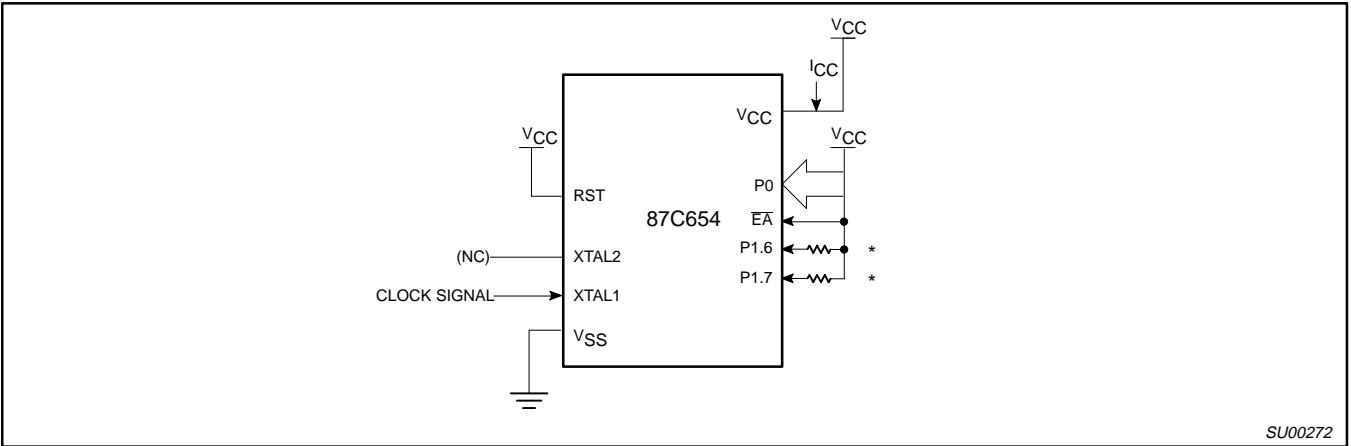 VCC
ICC
VCC
VCC
VCC
RST
P0
87C654
EA
P1.6
*
(NC)
XTAL2
P1.7
*
CLOCK SIGNAL
XTAL1
VSS
SU00272